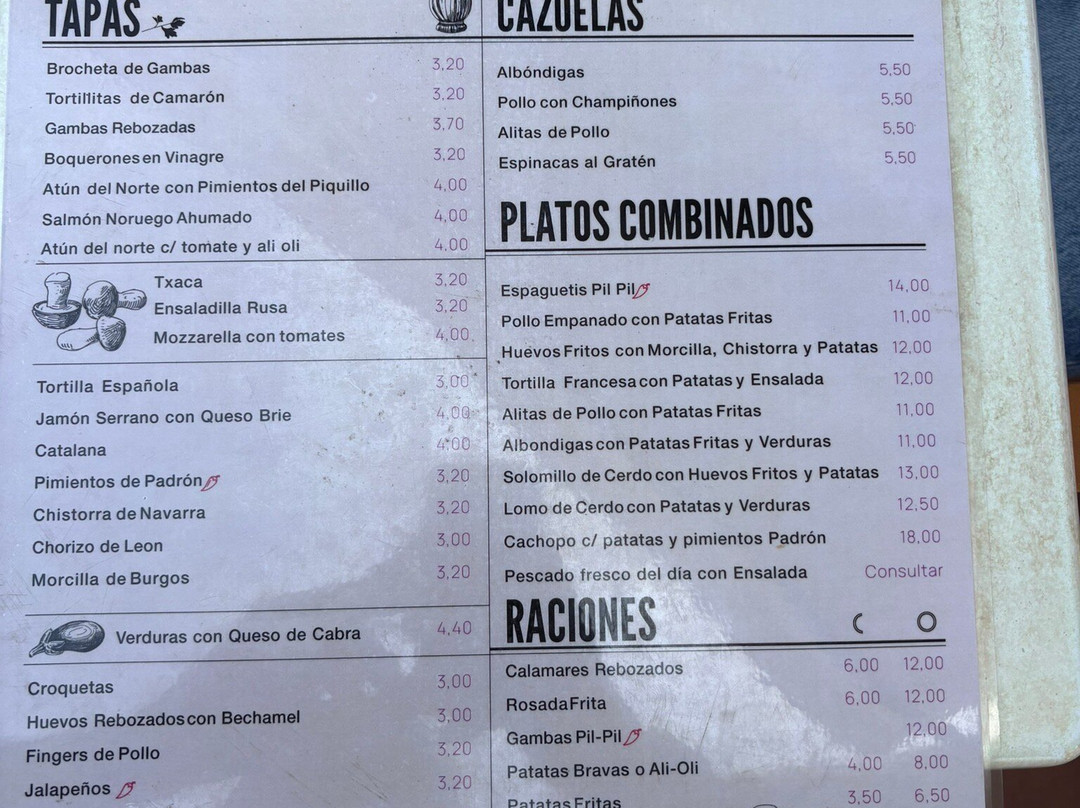 TAPAS
Brocheta de Gambas 3,20
Tortillitas de Camarón 3,20
Gambas Rebozadas 3,70
Boquerones en Vinagre 3,20
Atún del Norte con Pimientos del Piquillo 4,00
Salmón Noruego Ahumado 4,00
Atún del norte c/ tomate y ali oli 4,00
Txaca 3,20
Ensaladilla Rusa 3,20
Mozzarella con tomates 4,00
Tortilla Española 3,00
Jamón Serrano con Queso Brie 4,00
Catalana 4,00
Pimientos de Padrón 3,20
Chistorra de Navarra 3,20
Chorizo de Leon 3,00
Morcilla de Burgos 3,20
Verduras con Queso de Cabra 4,40
Croquetas 3,00
Huevos Rebozados con Bechamel 3,00
Fingers de Pollo 3,20
Jalapeños 3,20
CAZUELAS
Albóndigas 5,50
Pollo con Champiñones 5,50
Alitas de Pollo 5,50
Espinacas al Gratén 5,50
PLATOS COMBINADOS
Espaguetis Pil Pil 14,00
Pollo Empanado con Patatas Fritas 11,00
Huevos Fritos con Morcilla, Chistorra y Patatas 12,00
Tortilla Francesa con Patatas y Ensalada 12,00
Alitas de Pollo con Patatas Fritas 11,00
Albondigas con Patatas Fritas y Verduras 11,00
Solomillo de Cerdo con Huevos Fritos y Patatas 13,00
Lomo de Cerdo con Patatas y Verduras 12,50
Cachopo c/ patatas y pimientos Padrón 18,00
Pescado fresco del día con Ensalada Consultar
RACIONES
Calamares Rebozados 6,00 12,00
Rosada Frita 6,00 12,00
Gambas Pil-Pil 12,00
Patatas Bravas o Ali-Oli 4,00 8,00
Patatas Fritas 3,50 6,50